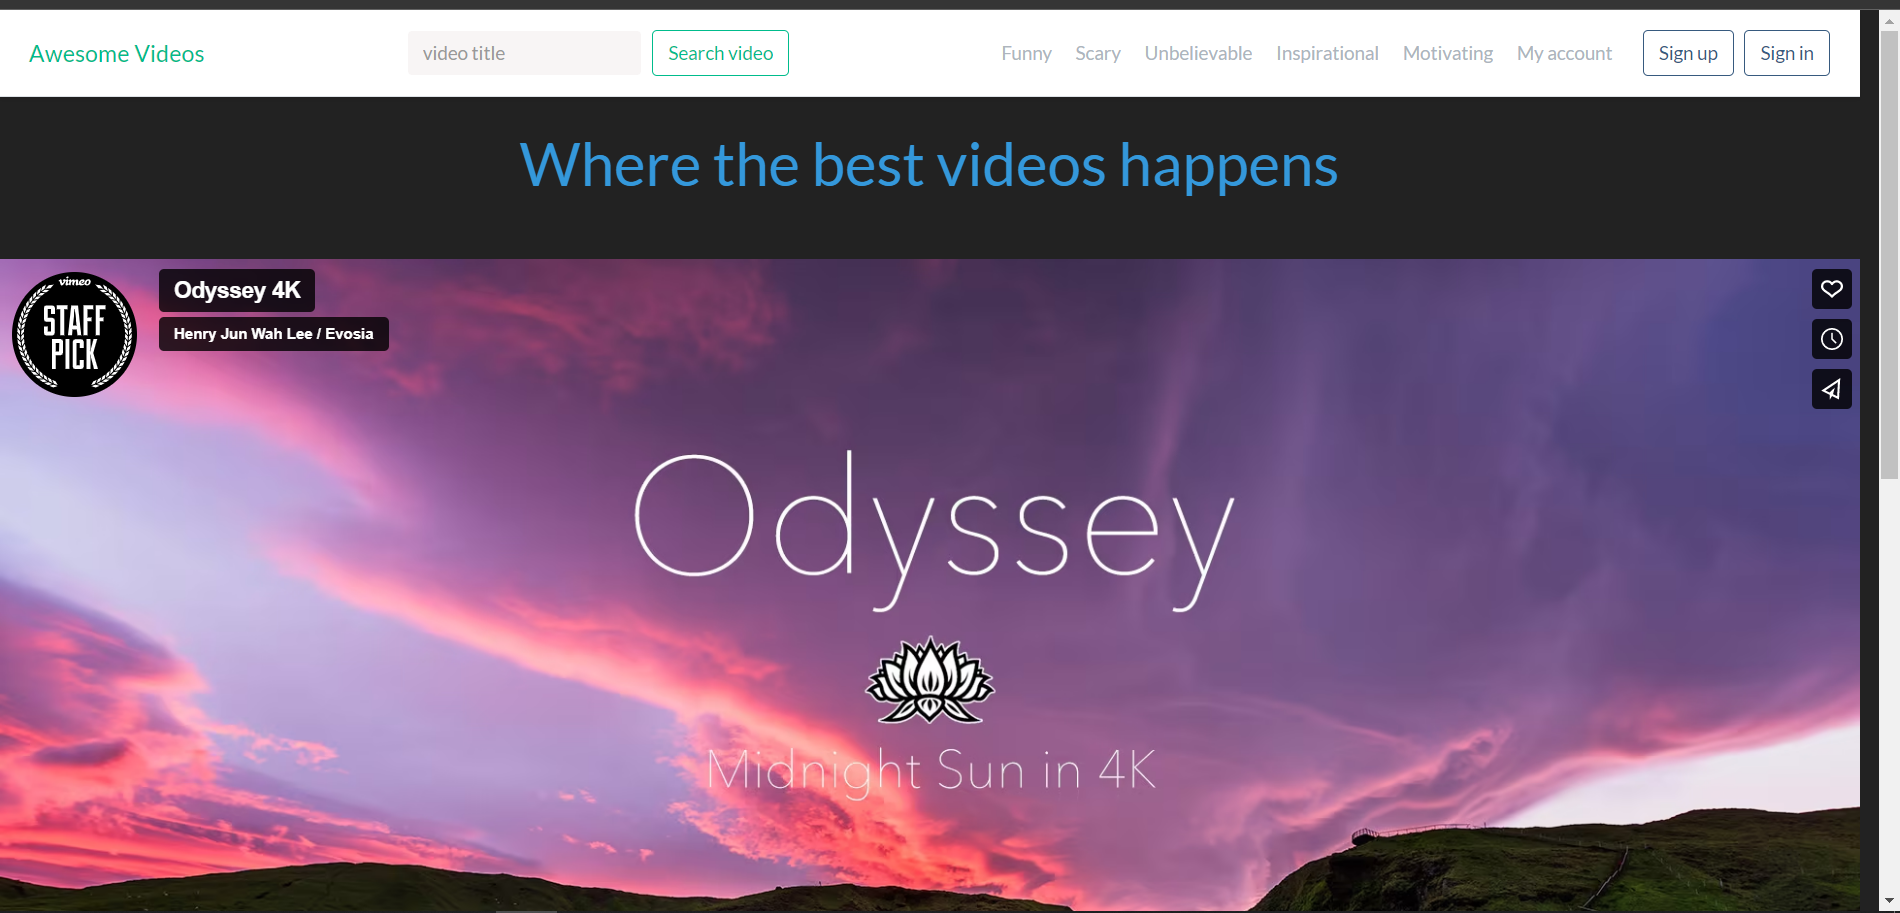 Awesome Videos
video title
Search video
Funny
Scary
Unbelievable
Inspirational
Motivating
My account
Sign up
Sign in
Where the best videos happens
vimeo
STAFF
PICK
Odyssey 4K
Henry Jun Wah Lee / Evosia
Odyssey
Midnight Sun in 4K